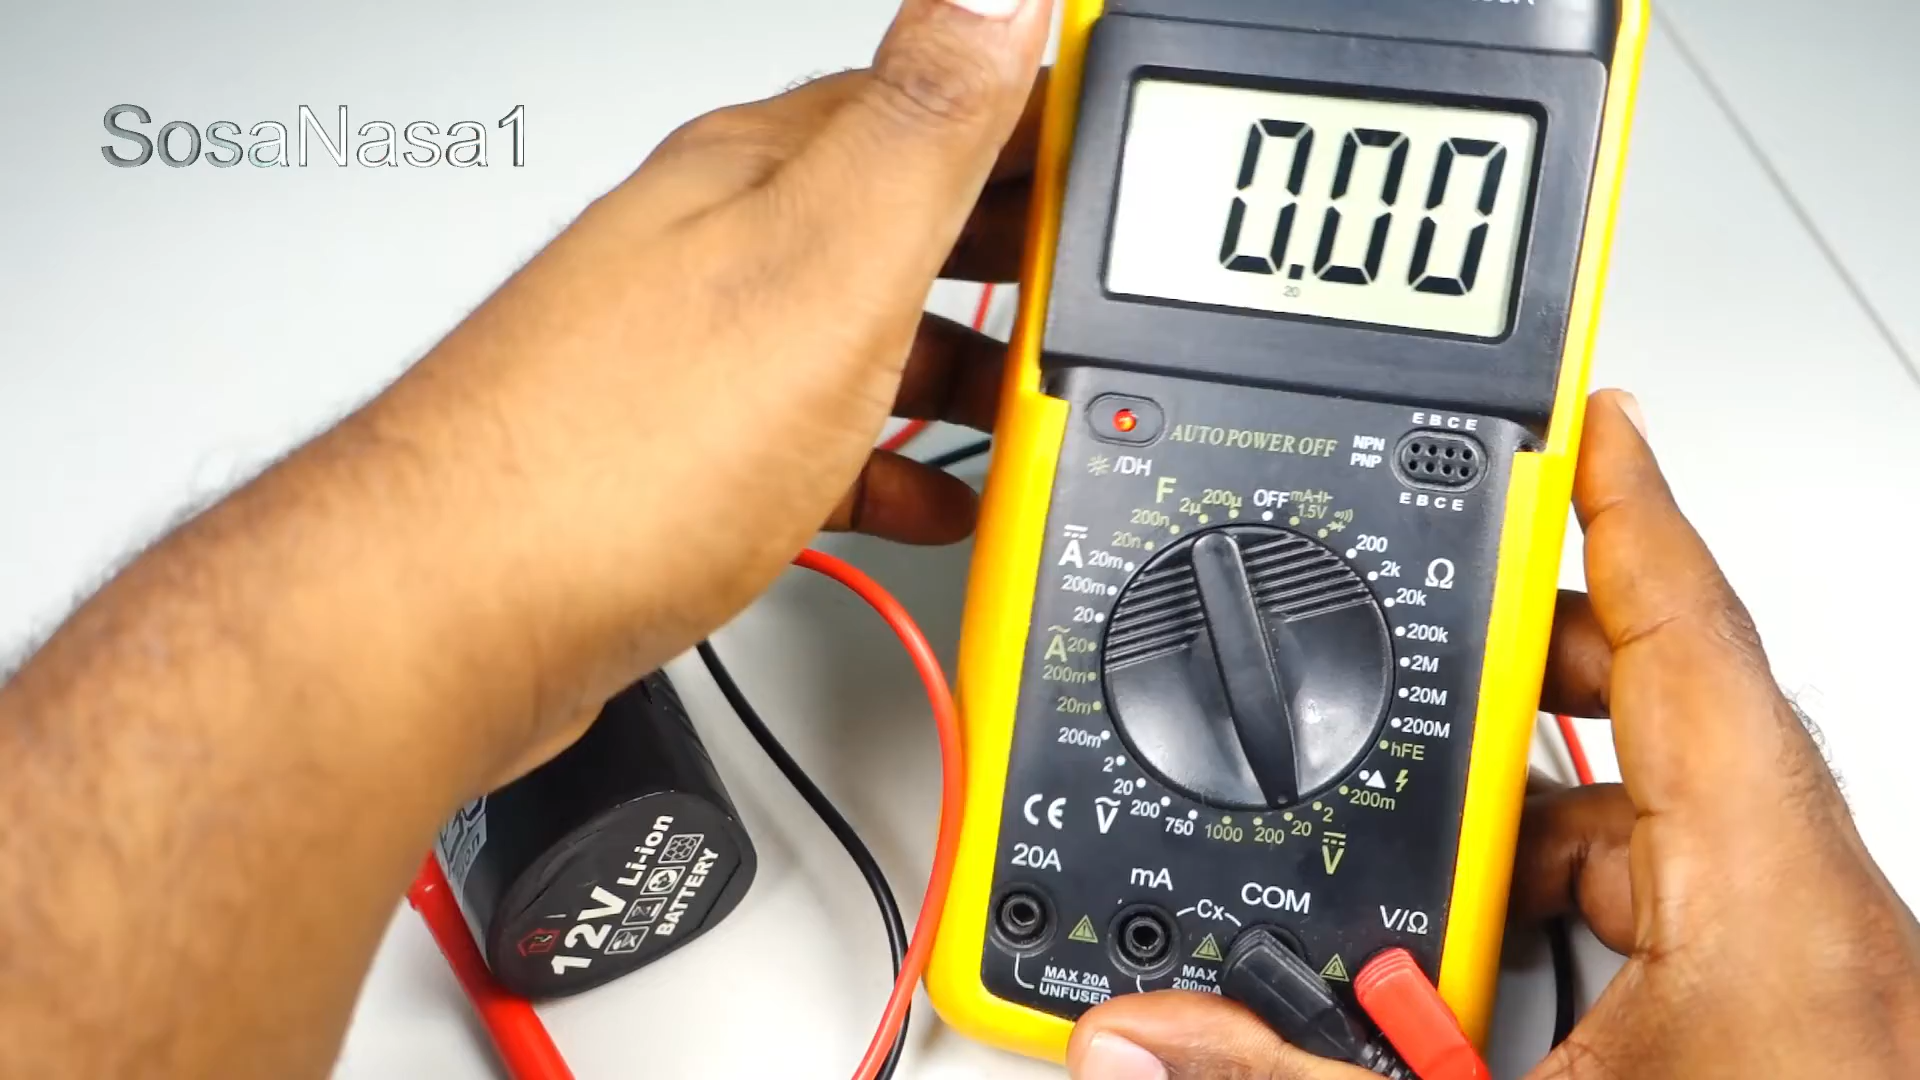 SosaNasa1
0.00
20
AUTO POWER OFF
/DH
E B C E
NPN
PNP
E B C E
F
2µ
200µ
OFF
mA
1.5V
200n
20n
200
2k
Ω
20k
200k
2M
20M
200M
hFE
200m
2
20
200
1000
V
A
20m
200m
20
A
20
200m
20m
200m
2
20
200
750
V
CE
20A
mA
Cx
COM
V/Ω
MAX 20A
UNFUSED
MAX
200mA
12V Li-ion
BATTERY